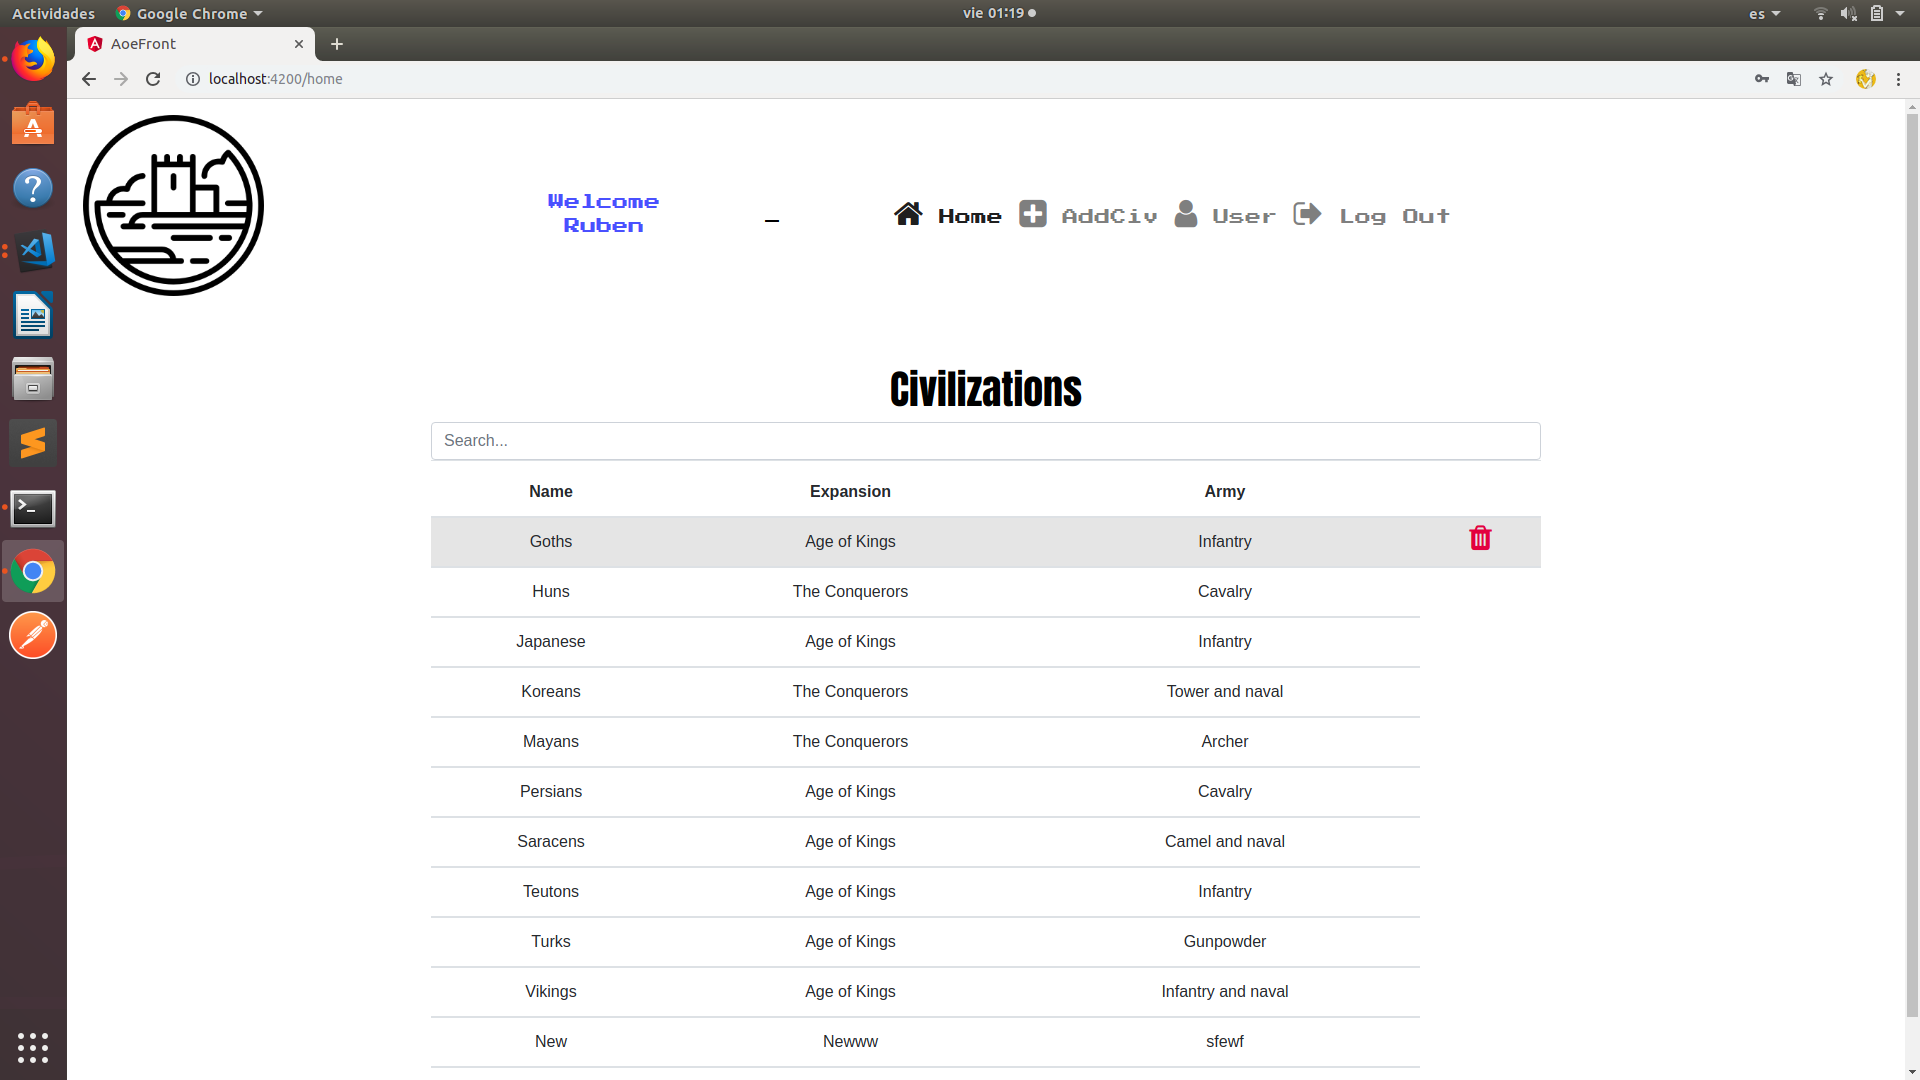 Actividades Google Chrome vie 01:19 es
AoeFront
localhost:4200/home
Welcome
Ruben
– Home AddCiv User Log Out
Civilizations
Search...
Name Expansion Army
Goths Age of Kings Infantry
Huns The Conquerors Cavalry
Japanese Age of Kings Infantry
Koreans The Conquerors Tower and naval
Mayans The Conquerors Archer
Persians Age of Kings Cavalry
Saracens Age of Kings Camel and naval
Teutons Age of Kings Infantry
Turks Age of Kings Gunpowder
Vikings Age of Kings Infantry and naval
New Newww sfewf